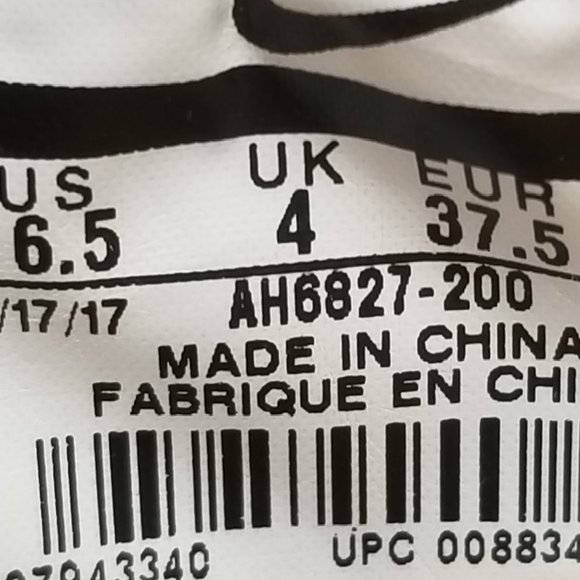 US UK EUR
6.5 4 37.5
/17/17 AH6827-200
MADE IN CHINA
FABRIQUE EN CHI
07943340 UPC 008834